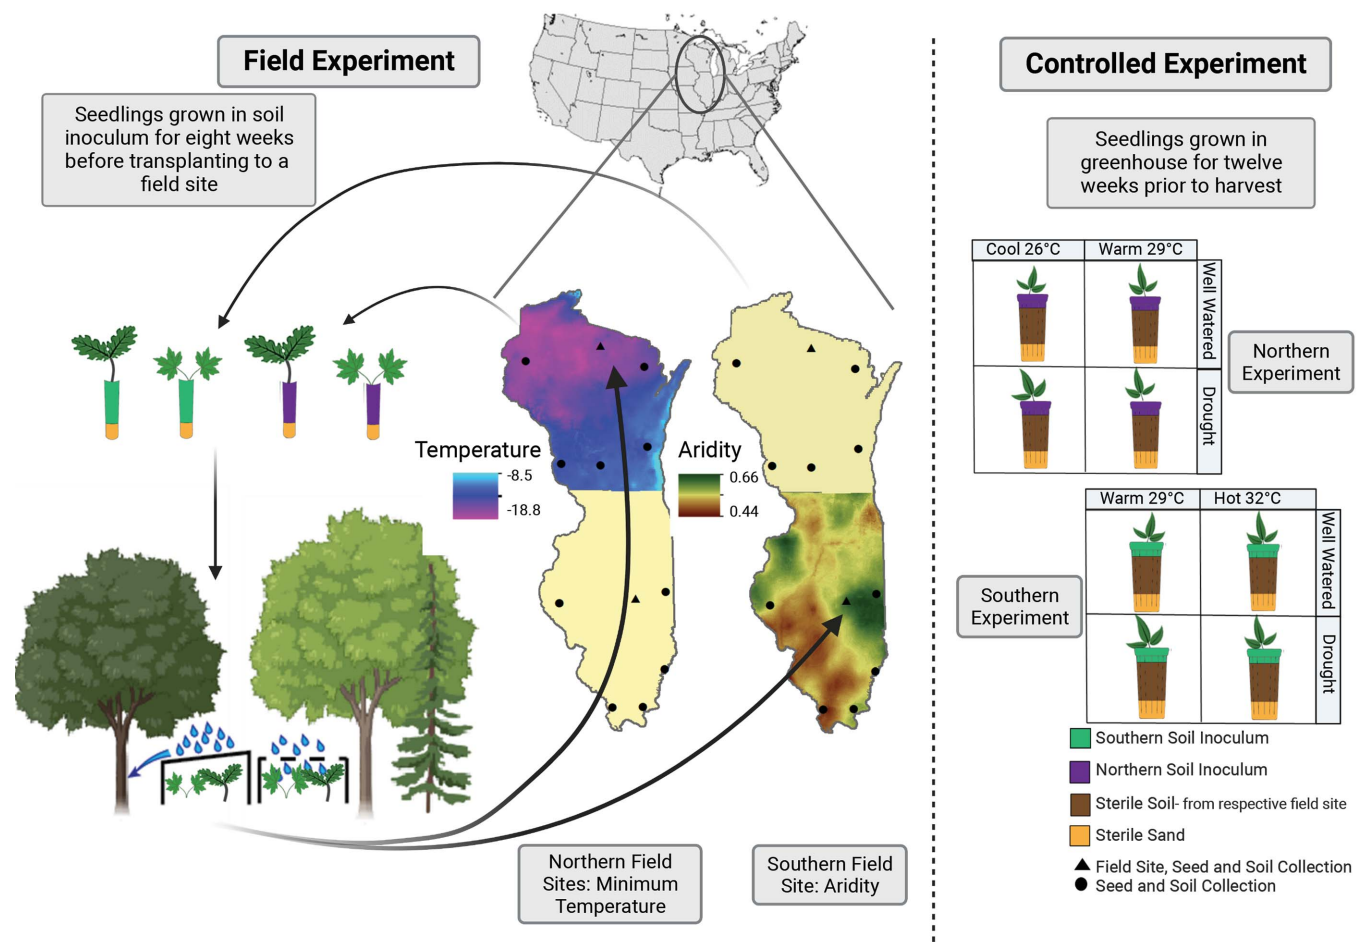 Field Experiment
Seedlings grown in soil
inoculum for eight weeks
before transplanting to a
field site
Temperature
-8.5
-18.8
Aridity
0.66
0.44
Northern Field
Sites: Minimum
Temperature
Southern Field
Site: Aridity
Controlled Experiment
Seedlings grown in
greenhouse for twelve
weeks prior to harvest
Cool 26°C
Warm 29°C
Well Watered
Drought
Northern
Experiment
Warm 29°C
Hot 32°C
Well Watered
Drought
Southern
Experiment
Southern Soil Inoculum
Northern Soil Inoculum
Sterile Soil- from respective field site
Sterile Sand
Field Site, Seed and Soil Collection
Seed and Soil Collection